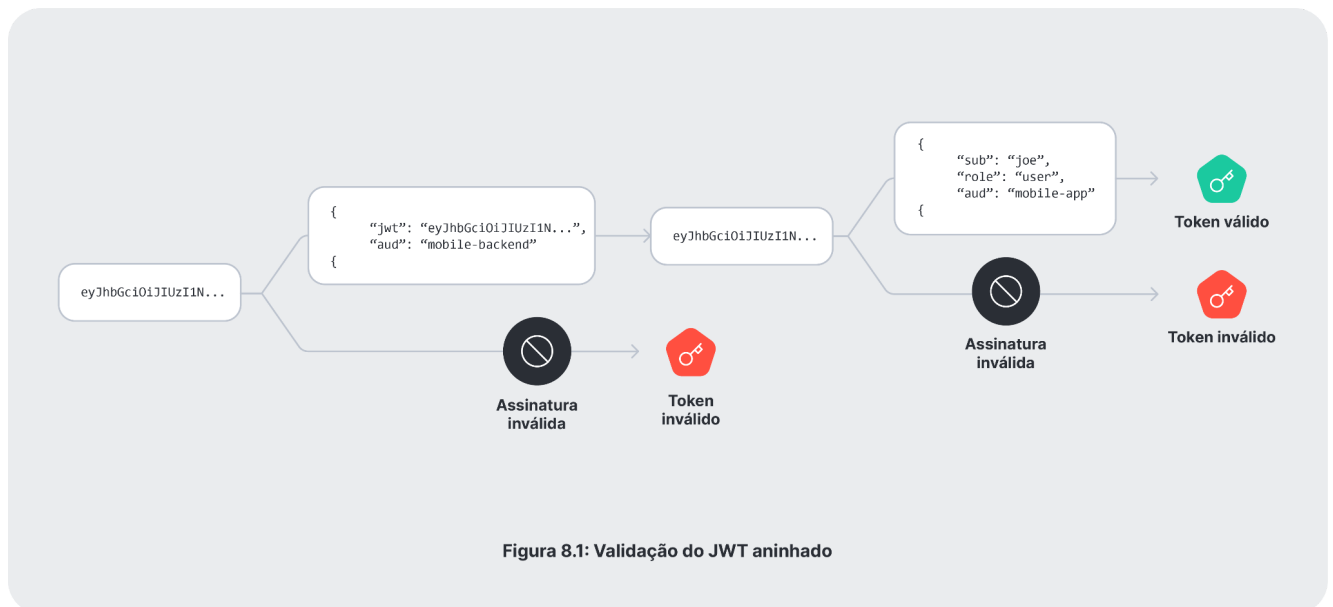 eyJhbGciOiJIUzI1N...
{
“jwt”: “eyJhbGciOiJIUzI1N...”,
“aud”: “mobile-backend”
{
Assinatura
inválida
Token
inválido
eyJhbGciOiJIUzI1N...
{
“sub”: “joe”,
“role”: “user”,
“aud”: “mobile-app”
{
Token válido
Assinatura
inválida
Token inválido
Figura 8.1: Validação do JWT aninhado